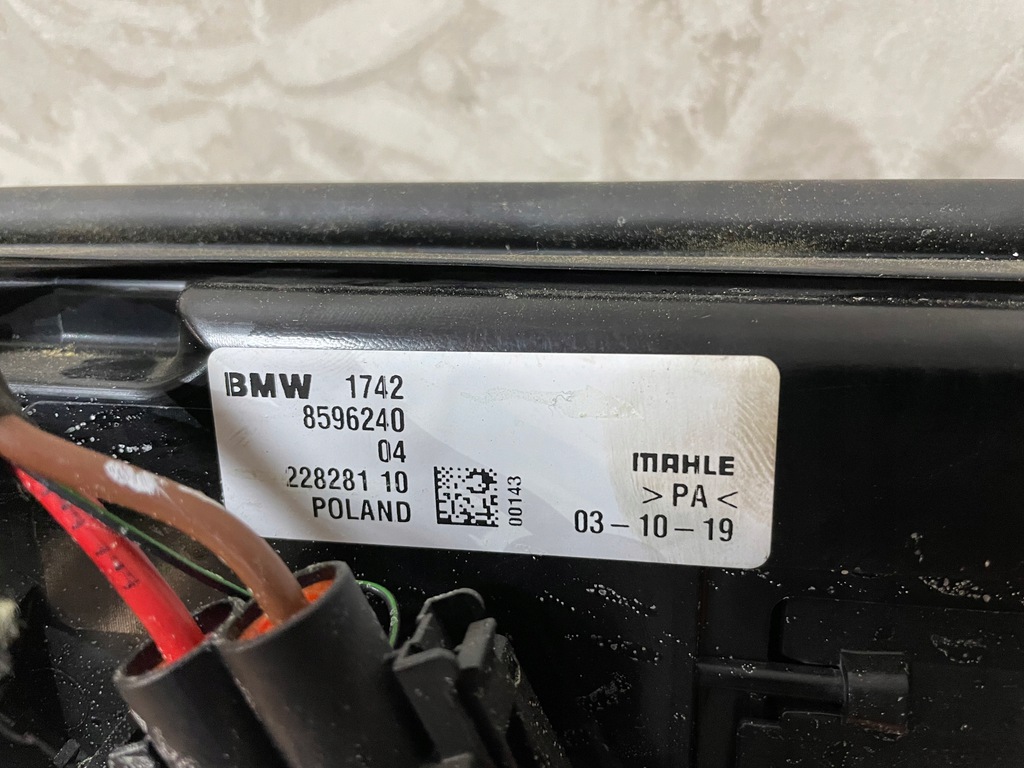 BMW 1742
8596240
04
228281 10
POLAND
00143
MAHLE
>PA<
03-10-19